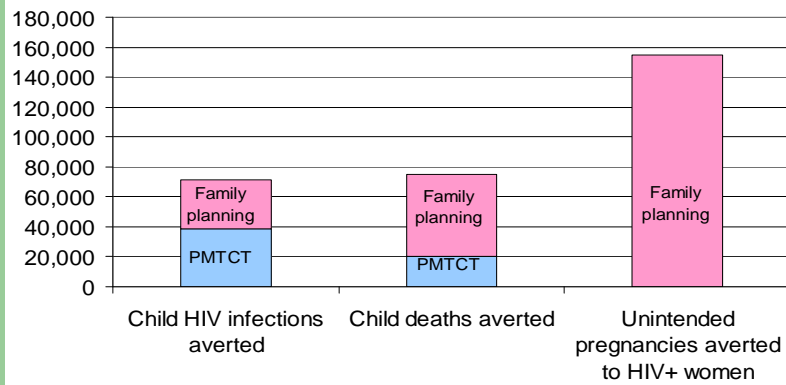 180,000
160,000
140,000
120,000
100,000
80,000
60,000
40,000
20,000
0
Family
planning
PMTCT
Family
planning
PMTCT
Family
planning
Child HIV infections
averted
Child deaths averted
Unintended
pregnancies averted
to HIV+ women